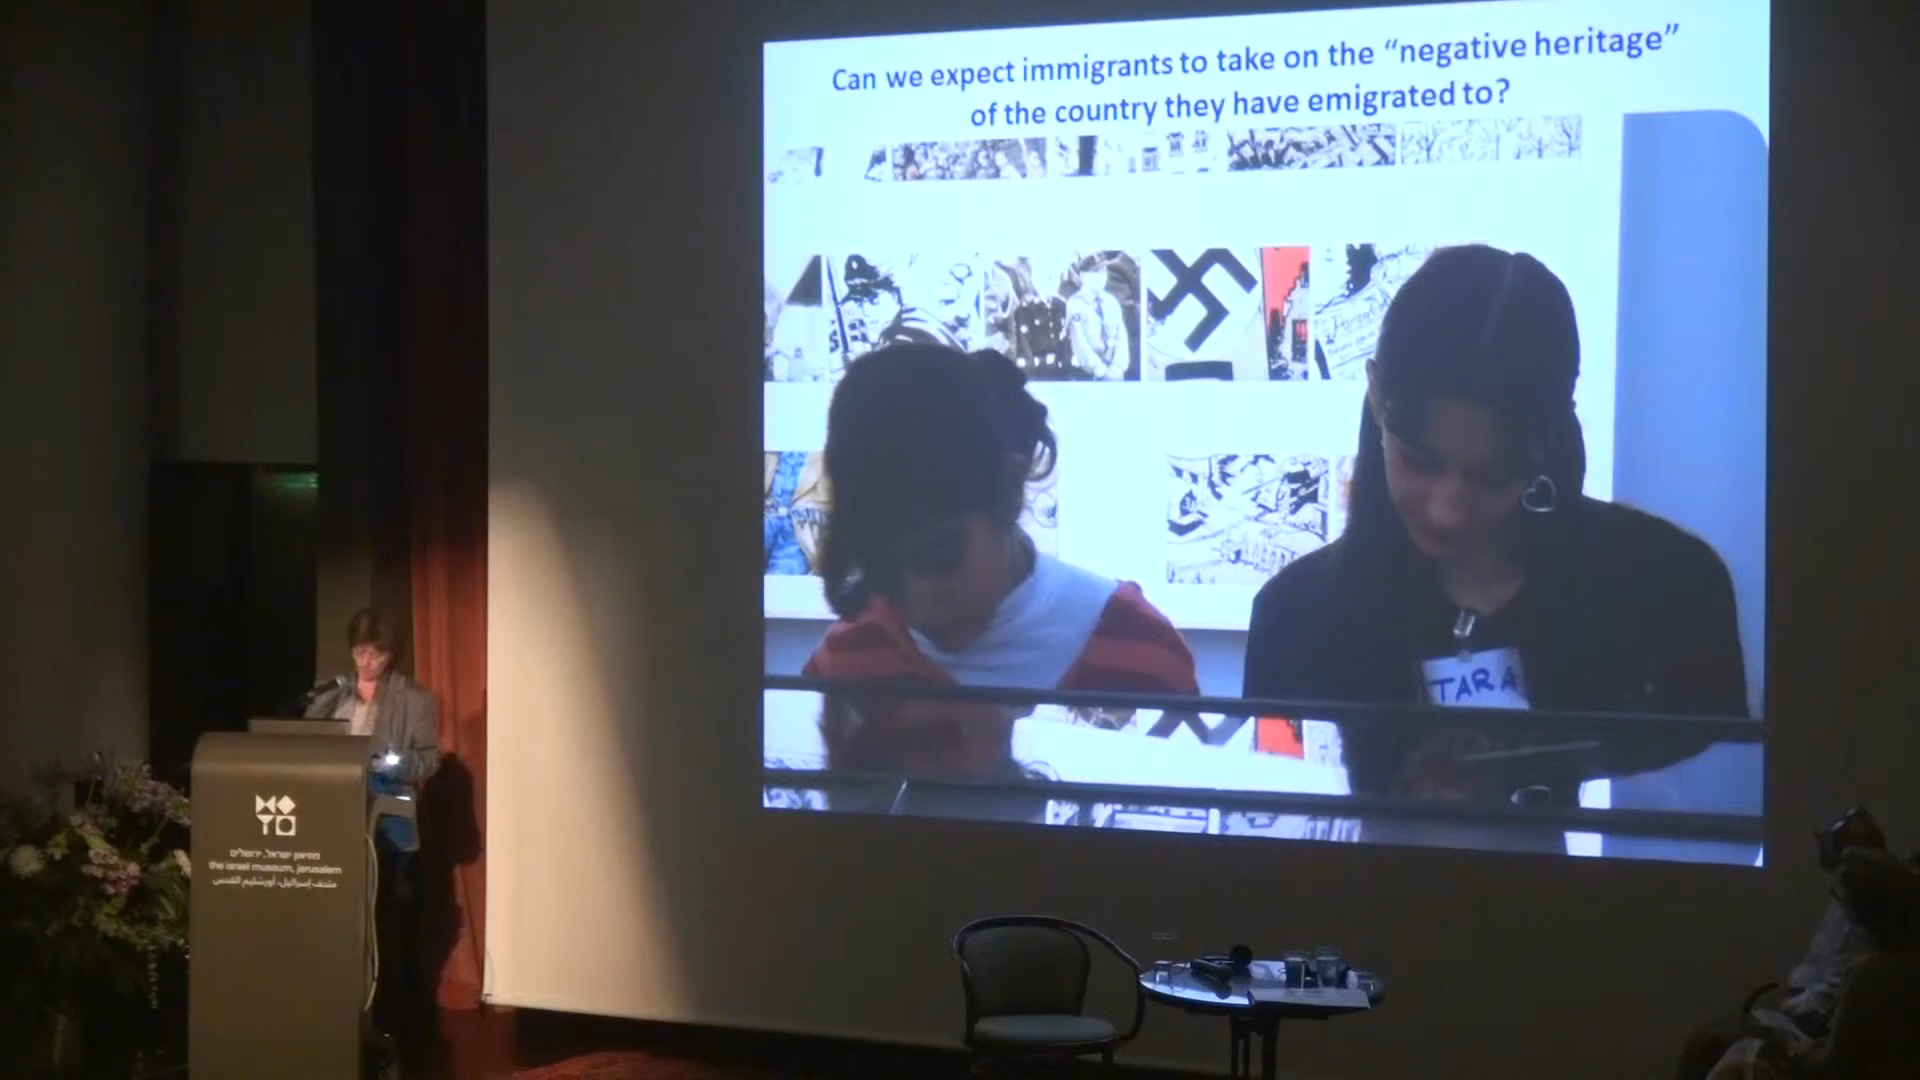 Can we expect immigrants to take on the “negative heritage”
of the country they have emigrated to?
TARA
מוזיאון ישראל, ירושלים
the israel museum, jerusalem
متحف إسرائيل، أورشليم القدس